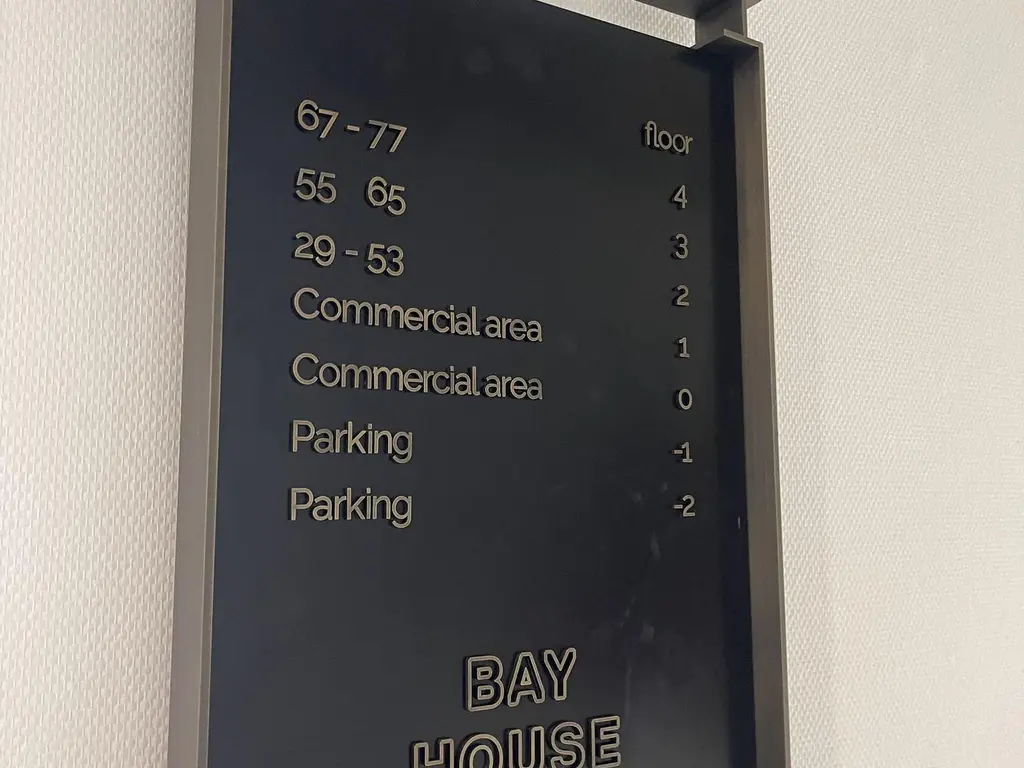 floor
67 - 77 4
55 65 3
29 - 53 2
Commercial area 1
Commercial area 0
Parking -1
Parking -2
BAY
HOUSE